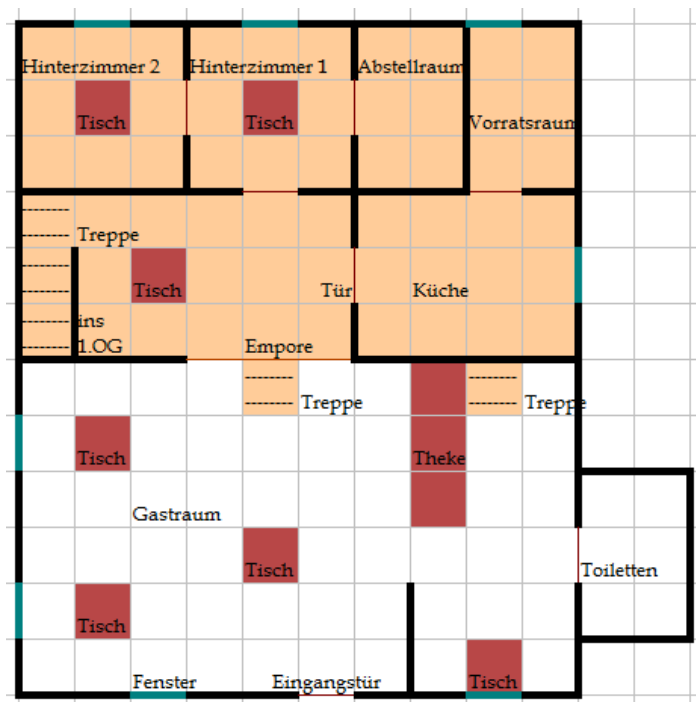 Hinterzimmer 2
Hinterzimmer 1
Abstellraum
Tisch
Tisch
Vorratsraum
Treppe
Tisch
Tür
Küche
ins
1.OG
Empore
Treppe
Treppe
Tisch
Theke
Gastraum
Tisch
Toiletten
Tisch
Fenster
Eingangstür
Tisch